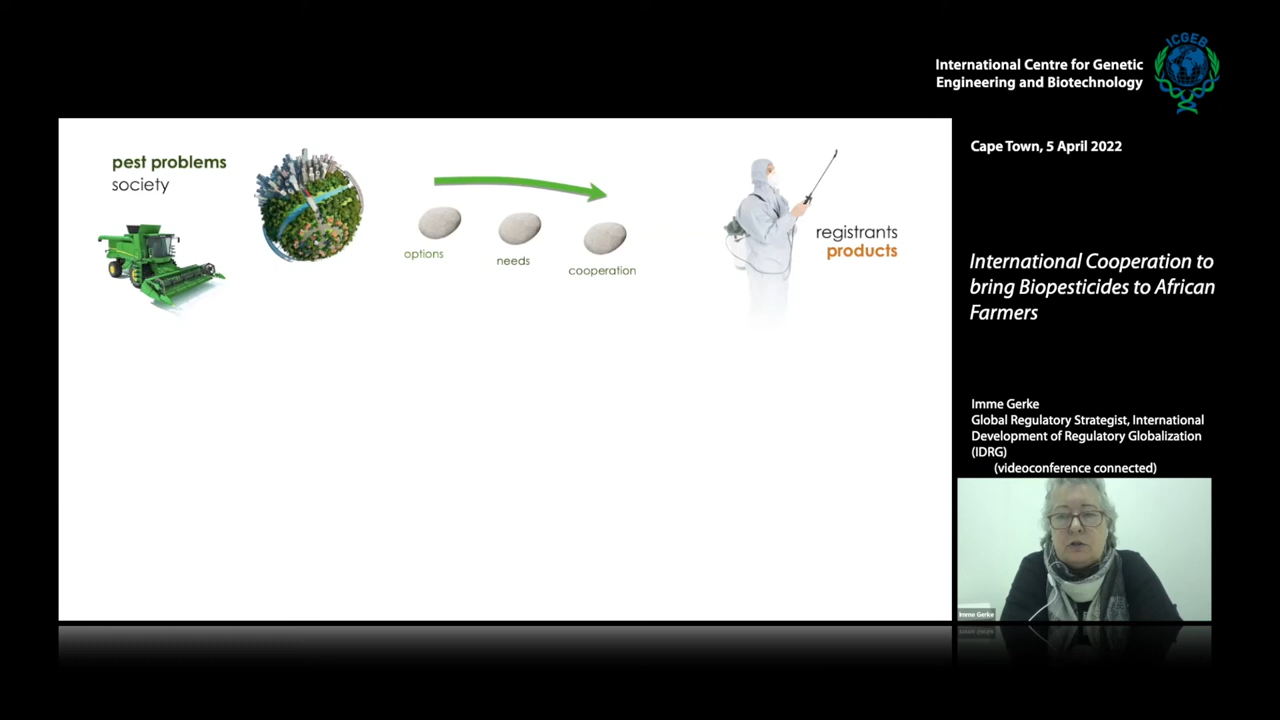 ICGEB
International Centre for Genetic
Engineering and Biotechnology
Cape Town, 5 April 2022
pest problems
society
options
needs
cooperation
registrants
products
International Cooperation to
bring Biopesticides to African
Farmers
Imme Gerke
Global Regulatory Strategist, International
Development of Regulatory Globalization
(IDRG)
(videoconference connected)
Imme Gerke